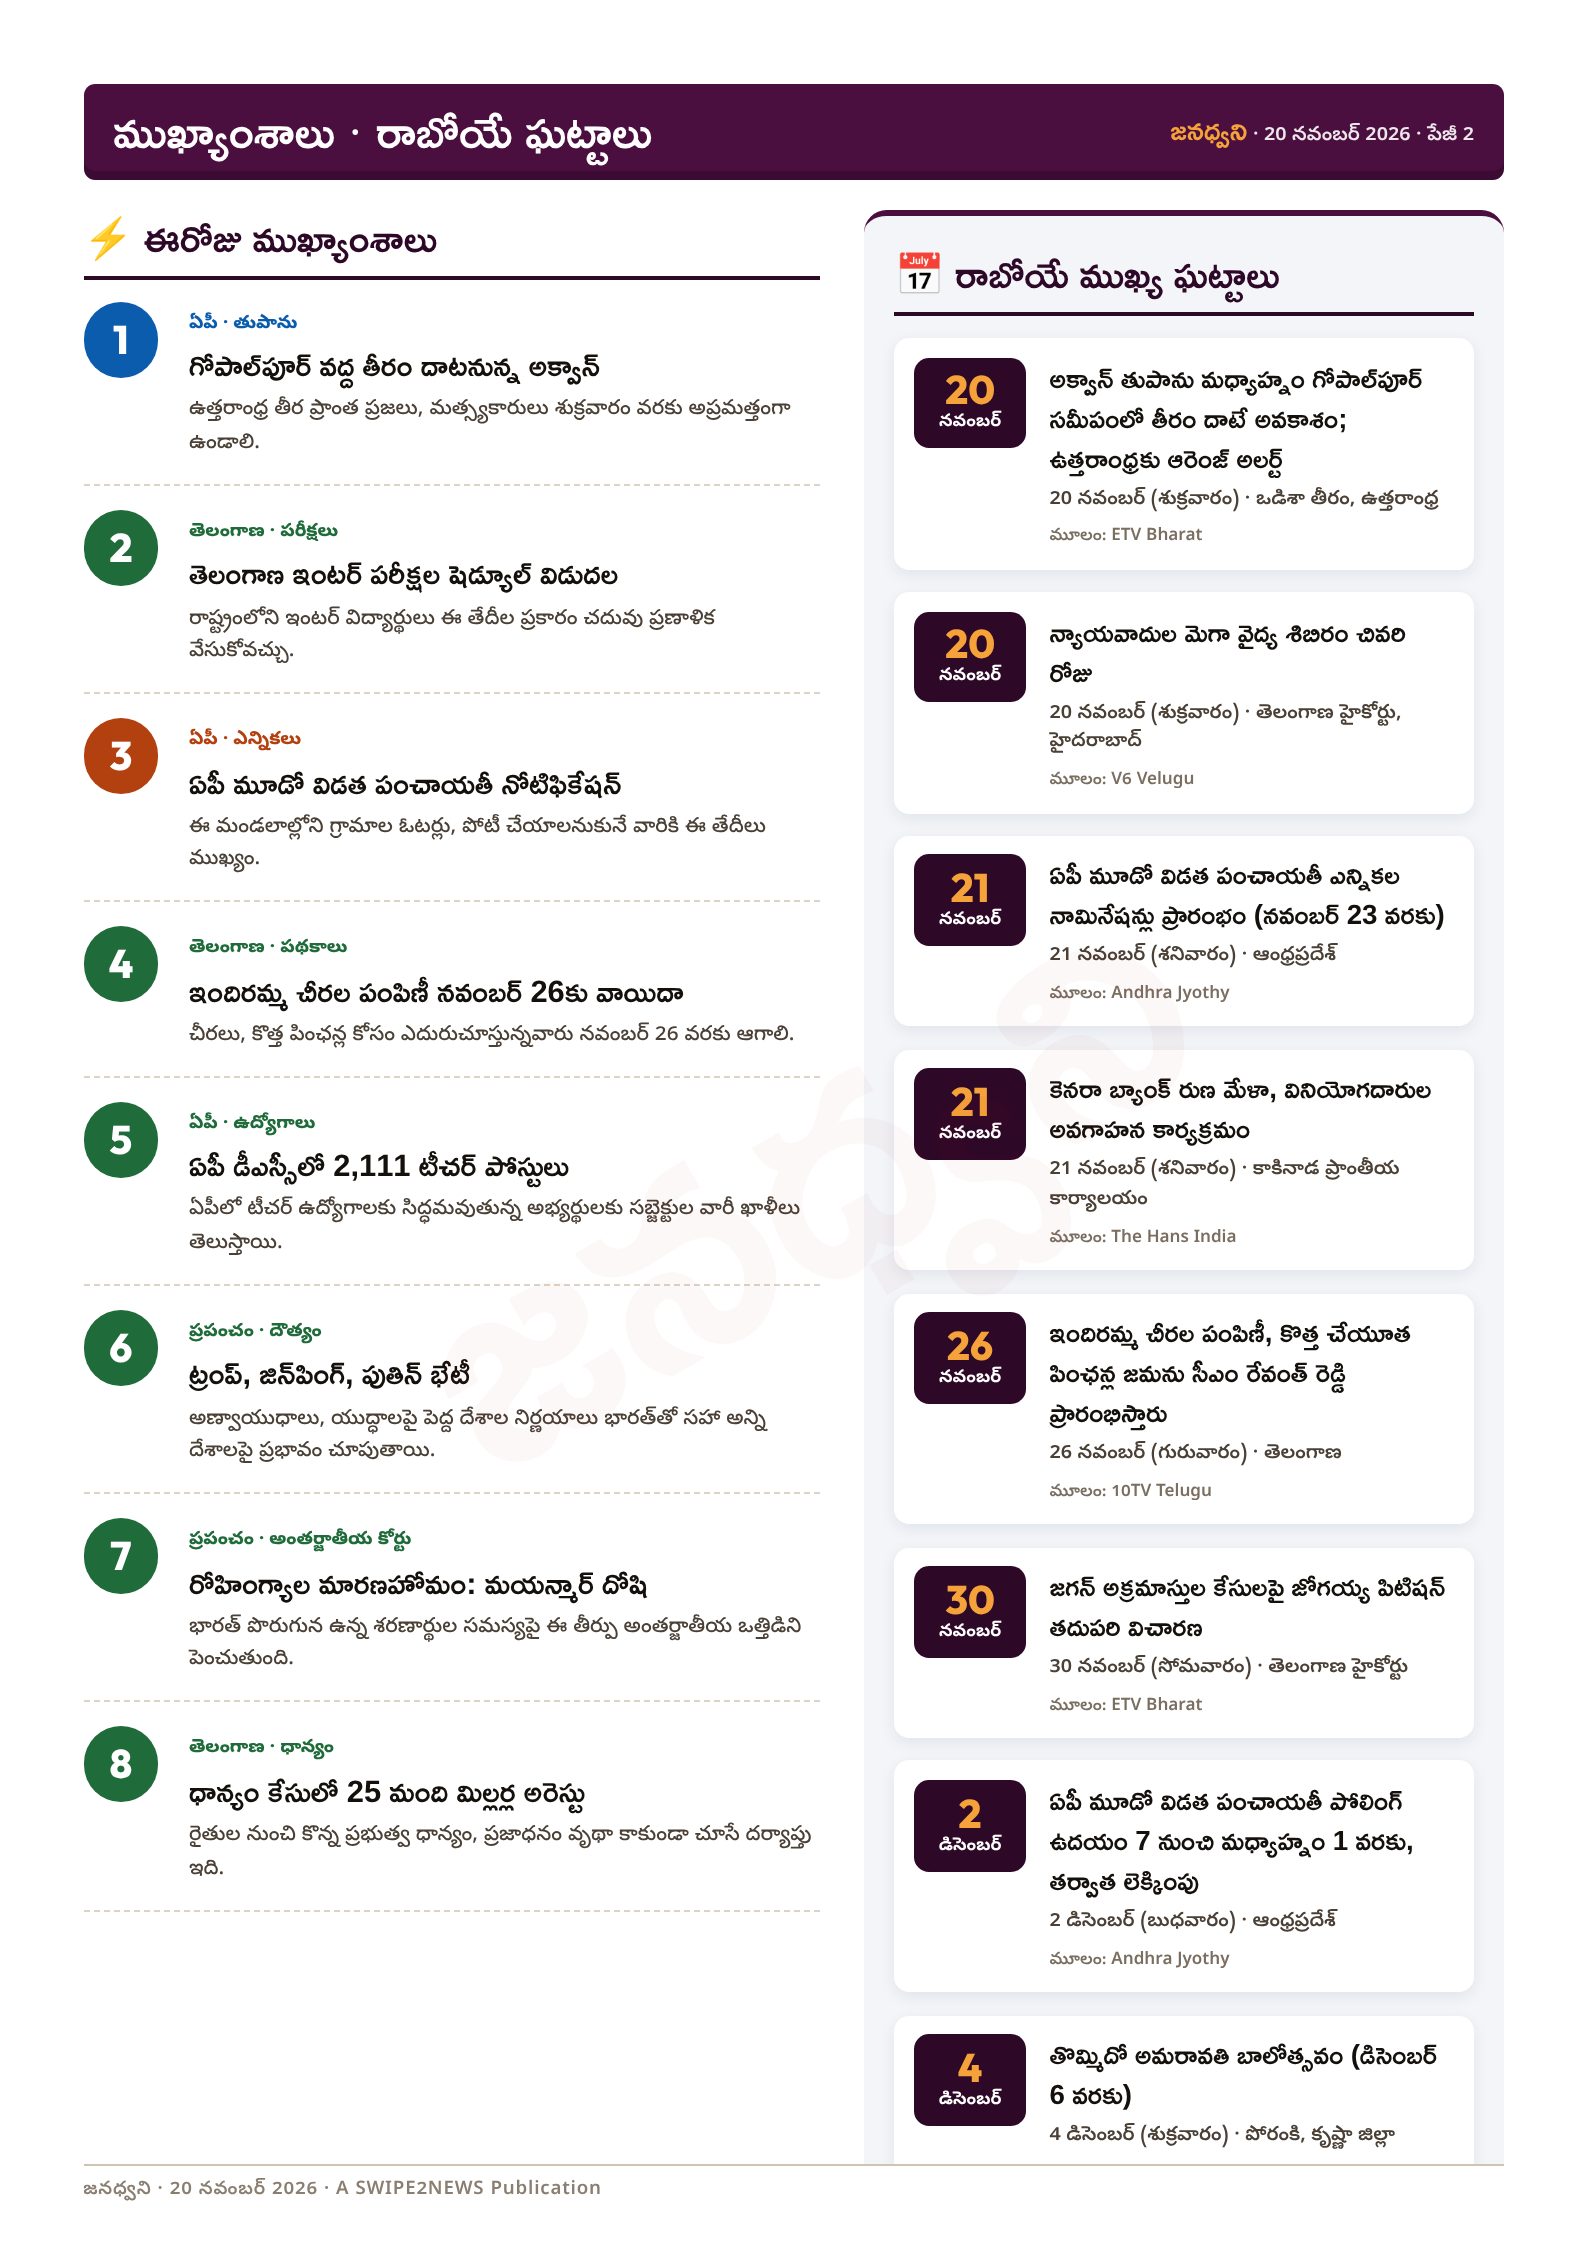 ముఖ్యాంశాలు · రాబోయే ఘట్టాలు
జనధ్వని · 20 నవంబర్ 2026 · పేజీ 2
⚡ ఈరోజు ముఖ్యాంశాలు
1
ఏపీ · తుపాను
గోపాల్‌పూర్ వద్ద తీరం దాటనున్న అక్వాన్
ఉత్తరాంధ్ర తీర ప్రాంత ప్రజలు, మత్స్యకారులు శుక్రవారం వరకు అప్రమత్తంగా
ఉండాలి.
2
తెలంగాణ · పరీక్షలు
తెలంగాణ ఇంటర్ పరీక్షల షెడ్యూల్ విడుదల
రాష్ట్రంలోని ఇంటర్ విద్యార్థులు ఈ తేదీల ప్రకారం చదువు ప్రణాళిక
వేసుకోవచ్చు.
3
ఏపీ · ఎన్నికలు
ఏపీ మూడో విడత పంచాయతీ నోటిఫికేషన్
ఈ మండలాల్లోని గ్రామాల ఓటర్లు, పోటీ చేయాలనుకునే వారికి ఈ తేదీలు
ముఖ్యం.
4
తెలంగాణ · పథకాలు
ఇందిరమ్మ చీరల పంపిణీ నవంబర్ 26కు వాయిదా
చీరలు, కొత్త పింఛన్ల కోసం ఎదురుచూస్తున్నవారు నవంబర్ 26 వరకు ఆగాలి.
5
ఏపీ · ఉద్యోగాలు
ఏపీ డీఎస్సీలో 2,111 టీచర్ పోస్టులు
ఏపీలో టీచర్ ఉద్యోగాలకు సిద్ధమవుతున్న అభ్యర్థులకు సబ్జెక్టుల వారీ ఖాళీలు
తెలుస్తాయి.
6
ప్రపంచం · దౌత్యం
ట్రంప్, జిన్‌పింగ్, పుతిన్ భేటీ
అణ్వాయుధాలు, యుద్ధాలపై పెద్ద దేశాల నిర్ణయాలు భారత్‌తో సహా అన్ని
దేశాలపై ప్రభావం చూపుతాయి.
7
ప్రపంచం · అంతర్జాతీయ కోర్టు
రోహింగ్యాల మారణహోమం: మయన్మార్ దోషి
భారత్ పొరుగున ఉన్న శరణార్థుల సమస్యపై ఈ తీర్పు అంతర్జాతీయ ఒత్తిడిని
పెంచుతుంది.
8
తెలంగాణ · ధాన్యం
ధాన్యం కేసులో 25 మంది మిల్లర్ల అరెస్టు
రైతుల నుంచి కొన్న ప్రభుత్వ ధాన్యం, ప్రజాధనం వృథా కాకుండా చూసే దర్యాప్తు
ఇది.
రాబోయే ముఖ్య ఘట్టాలు
20
నవంబర్
అక్వాన్ తుపాను మధ్యాహ్నం గోపాల్‌పూర్
సమీపంలో తీరం దాటే అవకాశం;
ఉత్తరాంధ్రకు ఆరెంజ్ అలర్ట్
20 నవంబర్ (శుక్రవారం) · ఒడిశా తీరం, ఉత్తరాంధ్ర
మూలం: ETV Bharat
20
నవంబర్
న్యాయవాదుల మెగా వైద్య శిబిరం చివరి
రోజు
20 నవంబర్ (శుక్రవారం) · తెలంగాణ హైకోర్టు,
హైదరాబాద్
మూలం: V6 Velugu
21
నవంబర్
ఏపీ మూడో విడత పంచాయతీ ఎన్నికల
నామినేషన్లు ప్రారంభం (నవంబర్ 23 వరకు)
21 నవంబర్ (శనివారం) · ఆంధ్రప్రదేశ్
మూలం: Andhra Jyothy
21
నవంబర్
కెనరా బ్యాంక్ రుణ మేళా, వినియోగదారుల
అవగాహన కార్యక్రమం
21 నవంబర్ (శనివారం) · కాకినాడ ప్రాంతీయ
కార్యాలయం
మూలం: The Hans India
26
నవంబర్
ఇందిరమ్మ చీరల పంపిణీ, కొత్త చేయూత
పింఛన్ల జమను సీఎం రేవంత్ రెడ్డి
ప్రారంభిస్తారు
26 నవంబర్ (గురువారం) · తెలంగాణ
మూలం: 10TV Telugu
30
నవంబర్
జగన్ అక్రమాస్తుల కేసులపై జోగయ్య పిటిషన్
తదుపరి విచారణ
30 నవంబర్ (సోమవారం) · తెలంగాణ హైకోర్టు
మూలం: ETV Bharat
2
డిసెంబర్
ఏపీ మూడో విడత పంచాయతీ పోలింగ్
ఉదయం 7 నుంచి మధ్యాహ్నం 1 వరకు,
తర్వాత లెక్కింపు
2 డిసెంబర్ (బుధవారం) · ఆంధ్రప్రదేశ్
మూలం: Andhra Jyothy
4
డిసెంబర్
తొమ్మిదో అమరావతి బాలోత్సవం (డిసెంబర్
6 వరకు)
4 డిసెంబర్ (శుక్రవారం) · పోరంకి, కృష్ణా జిల్లా
జనధ్వని
జనధ్వని · 20 నవంబర్ 2026 · A SWIPE2NEWS Publication